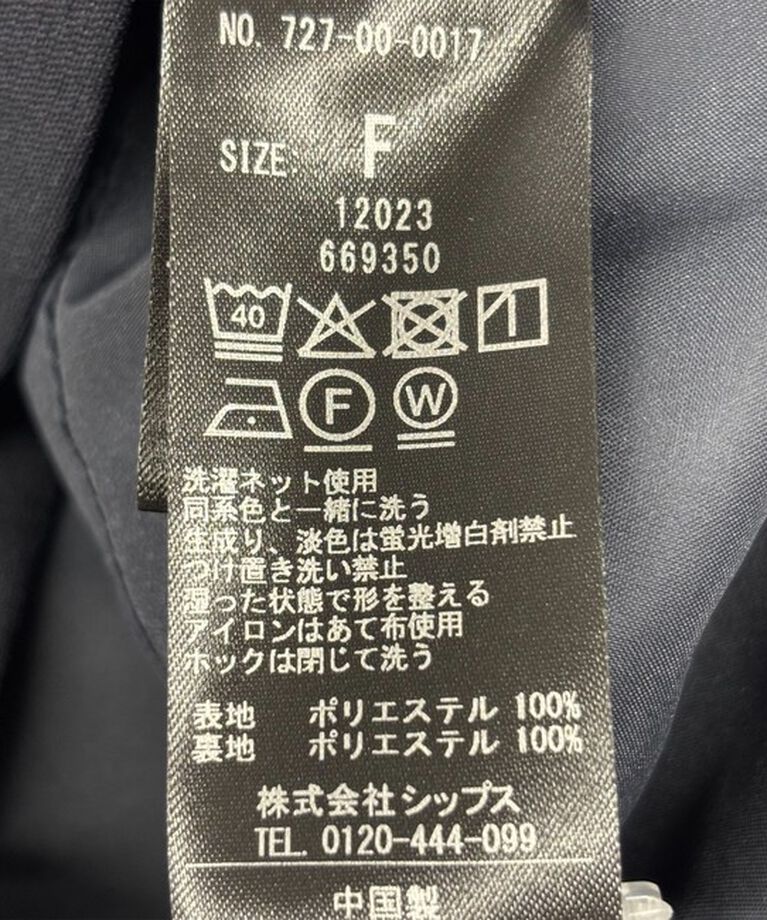 NO. 727-00-0017
SIZE: F
12023
669350
40
F W
洗濯ネット使用
同系色と一緒に洗う
生成り、淡色は蛍光増白剤禁止
つけ置き洗い禁止
湿った状態で形を整える
アイロンはあて布使用
ホックは閉じて洗う
表地 ポリエステル 100%
裏地 ポリエステル 100%
株式会社シップス
TEL. 0120-444-099
中国製